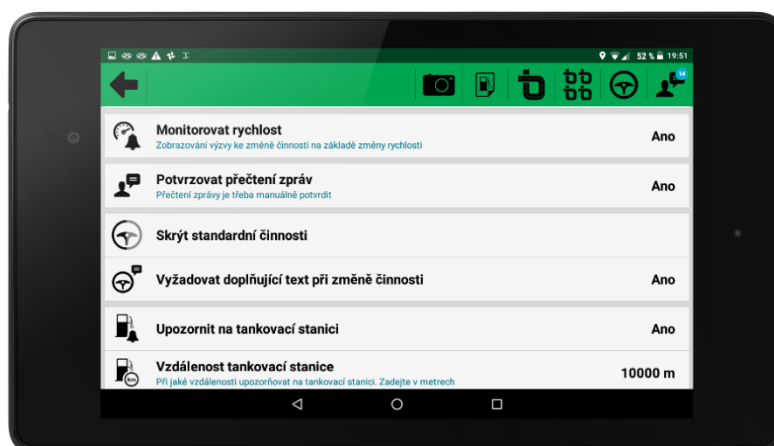 52 % 19:51
14
Monitorovat rychlost
Ano
Zobrazování výzvy ke změně činnosti na základě změny rychlosti
Potvrzovat přečtení zpráv
Ano
Přečtení zprávy je třeba manuálně potvrdit
Skrýt standardní činnosti
Vyžadovat doplňující text při změně činnosti
Ano
Upozornit na tankovací stanici
Ano
Vzdálenost tankovací stanice
10000 m
Při jaké vzdálenosti upozorňovat na tankovací stanici. Zadejte v metrech
km